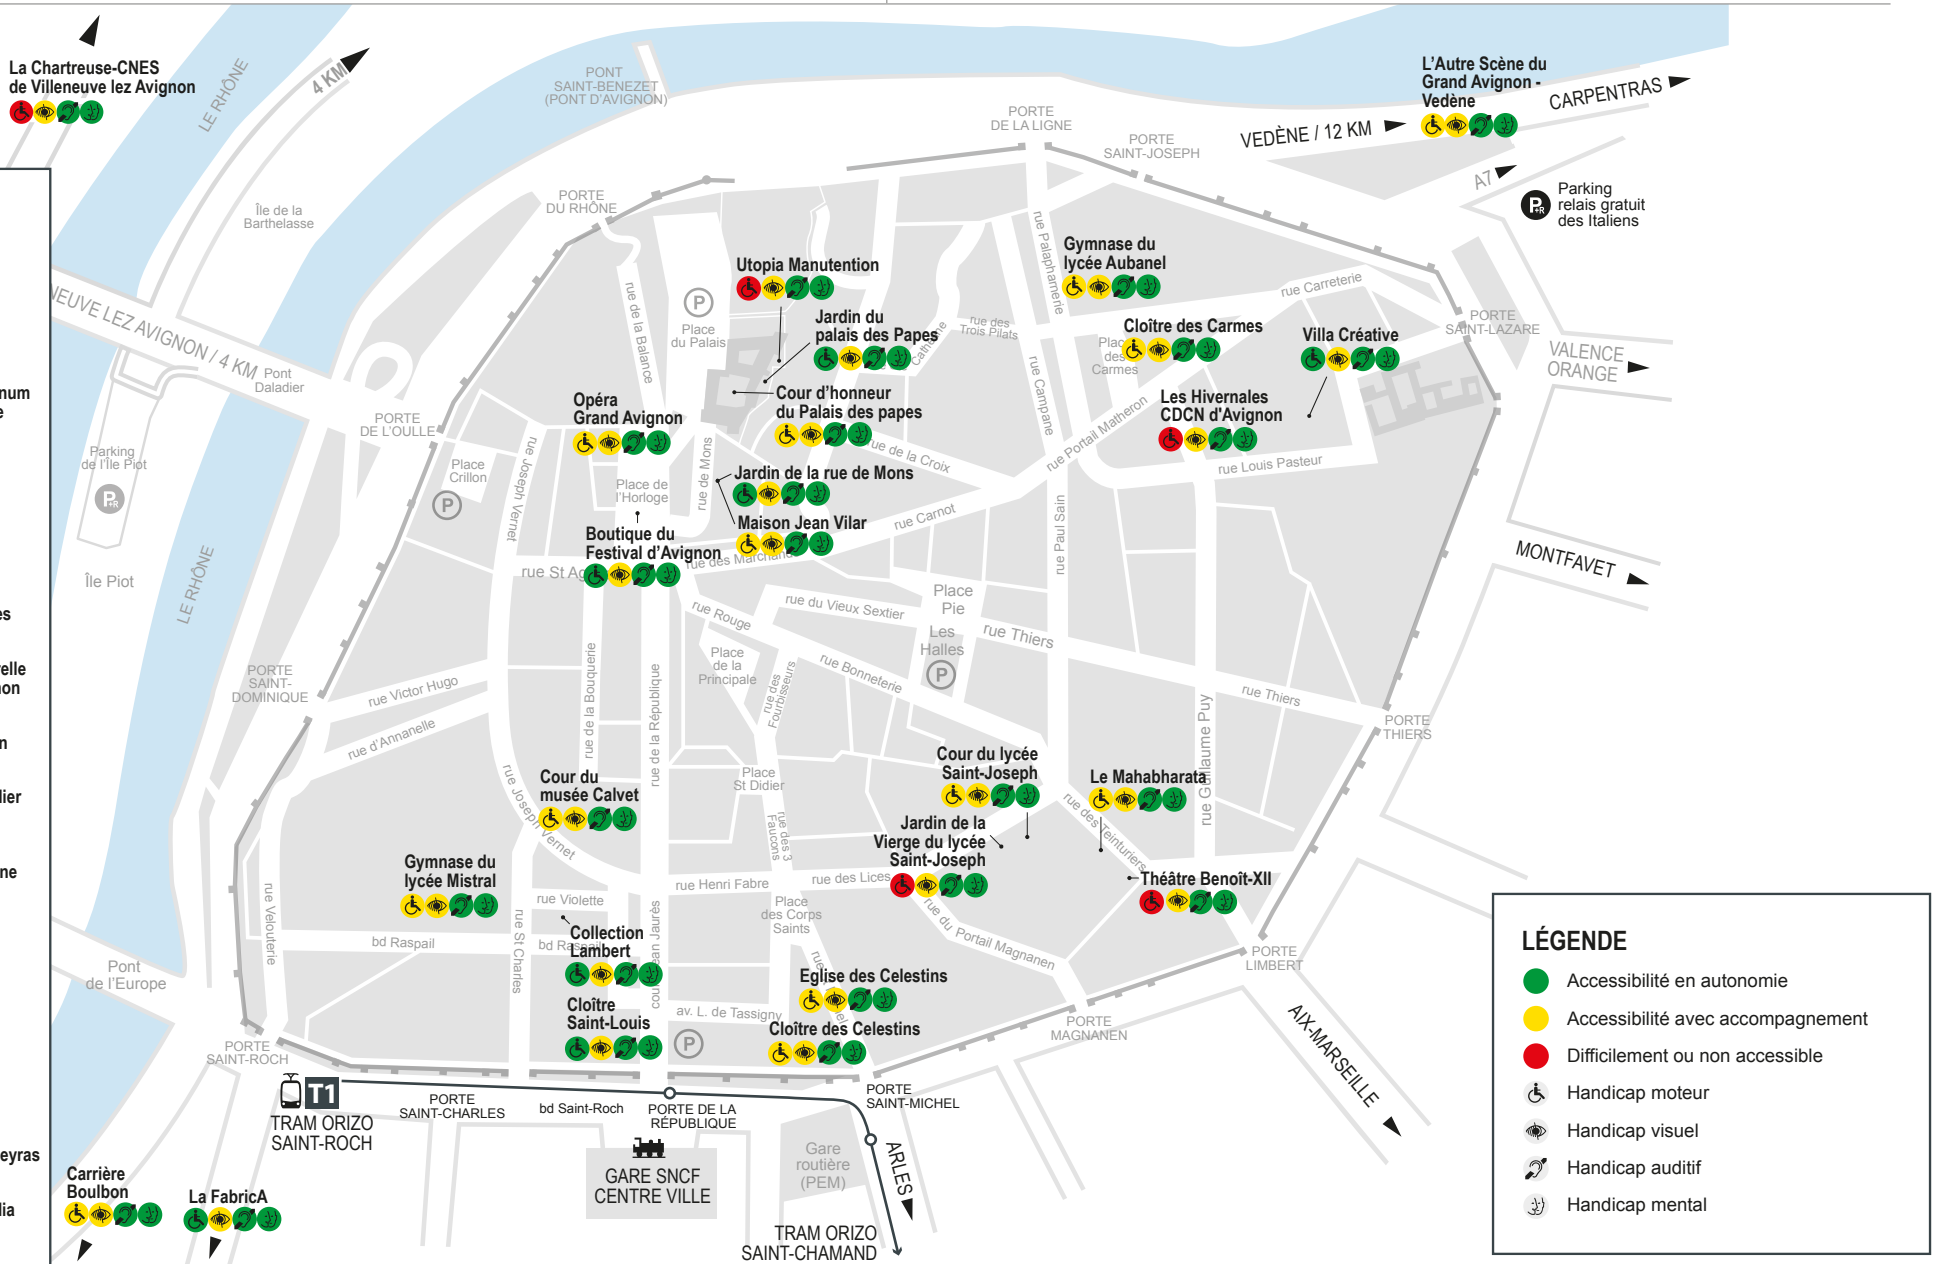 La Chartreuse-CNES
de Villeneuve lez Avignon
LE RHÔNE
4 KM
PONT
SAINT-BENEZET
(PONT D'AVIGNON)
L'Autre Scène du
Grand Avignon -
Vedène
CARPENTRAS
VEDÈNE / 12 KM
PORTE
DE LA LIGNE
PORTE
SAINT-JOSEPH
A7
P+R
Parking
relais gratuit
des Italiens
Île de la
Barthelasse
PORTE
DU RHÔNE
rue Palapharnerie
Gymnase du
lycée Aubanel
Utopia Manutention
rue de la Balance
P
Place
du Palais
Jardin du
palais des Papes
rue des
Trois Pilats
rue Carreterie
Cloître des Carmes
Place
des
Carmes
Villa Créative
PORTE
SAINT-LAZARE
VALENCE
ORANGE
NEUVE LEZ AVIGNON / 4 KM
Pont
Daladier
PORTE
DE L'OULLE
Opéra
Grand Avignon
Cour d'honneur
du Palais des papes
rue Campane
Les Hivernales
CDCN d'Avignon
rue Portail Matheron
rue Louis Pasteur
rue de la Croix
Parking
de l'Île Piot
P+R
Place
Crillon
P
rue Joseph Vernet
Place de
l'Horloge
rue de Mons
Jardin de la rue de Mons
Maison Jean Vilar
rue Carnot
rue Paul Sain
Boutique du
Festival d'Avignon
rue des Marchand
rue St Ag
Île Piot
LE RHÔNE
MONTFAVET
rue Rouge
rue du Vieux Sextier
Place
Pie
Les
Halles
P
rue Thiers
rue Thiers
PORTE
SAINT-
DOMINIQUE
rue Victor Hugo
rue d'Annanelle
rue de la Bouquerie
rue de la République
Place
de la
Principale
rue des
Fourbisseurs
rue Bonneterie
rue Guillaume Puy
PORTE
THIERS
Cour du
musée Calvet
rue Joseph Vernet
Place
St Didier
rue des 3
Faucons
Cour du lycée
Saint-Joseph
Le Mahabharata
rue des Teinturiers
Jardin de la
Vierge du lycée
Saint-Joseph
Théâtre Benoît-XII
Gymnase du
lycée Mistral
rue Velouterie
rue Violette
rue Henri Fabre
rue des Lices
Place
des Corps
Saints
rue du Portail Magnanen
bd Raspail
rue St Charles
bd Raspail
Collection
Lambert
cours Jean Jaurès
Eglise des Celestins
Cloître
Saint-Louis
av. L. de Tassigny
P
Cloître des Celestins
Pont
de l'Europe
PORTE
SAINT-ROCH
PORTE
MAGNANEN
PORTE
LIMBERT
AIX-MARSEILLE
T1
TRAM ORIZO
SAINT-ROCH
PORTE
SAINT-CHARLES
bd Saint-Roch
PORTE DE LA
RÉPUBLIQUE
PORTE
SAINT-MICHEL
GARE SNCF
CENTRE VILLE
Gare
routière
(PEM)
ARLES
TRAM ORIZO
SAINT-CHAMAND
Carrière
Boulbon
La FabricA
num
e
es
velle
non
n
lier
ne
eyras
lia
LÉGENDE
Accessibilité en autonomie
Accessibilité avec accompagnement
Difficilement ou non accessible
Handicap moteur
Handicap visuel
Handicap auditif
Handicap mental